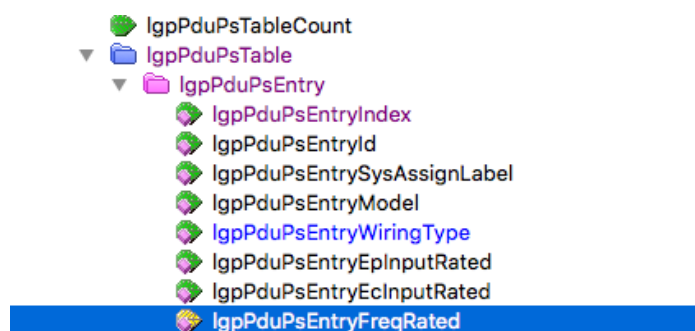 lgpPduPsTableCount
lgpPduPsTable
lgpPduPsEntry
lgpPduPsEntryIndex
lgpPduPsEntryId
lgpPduPsEntrySysAssignLabel
lgpPduPsEntryModel
lgpPduPsEntryWiringType
lgpPduPsEntryEpInputRated
lgpPduPsEntryEcInputRated
lgpPduPsEntryFreqRated